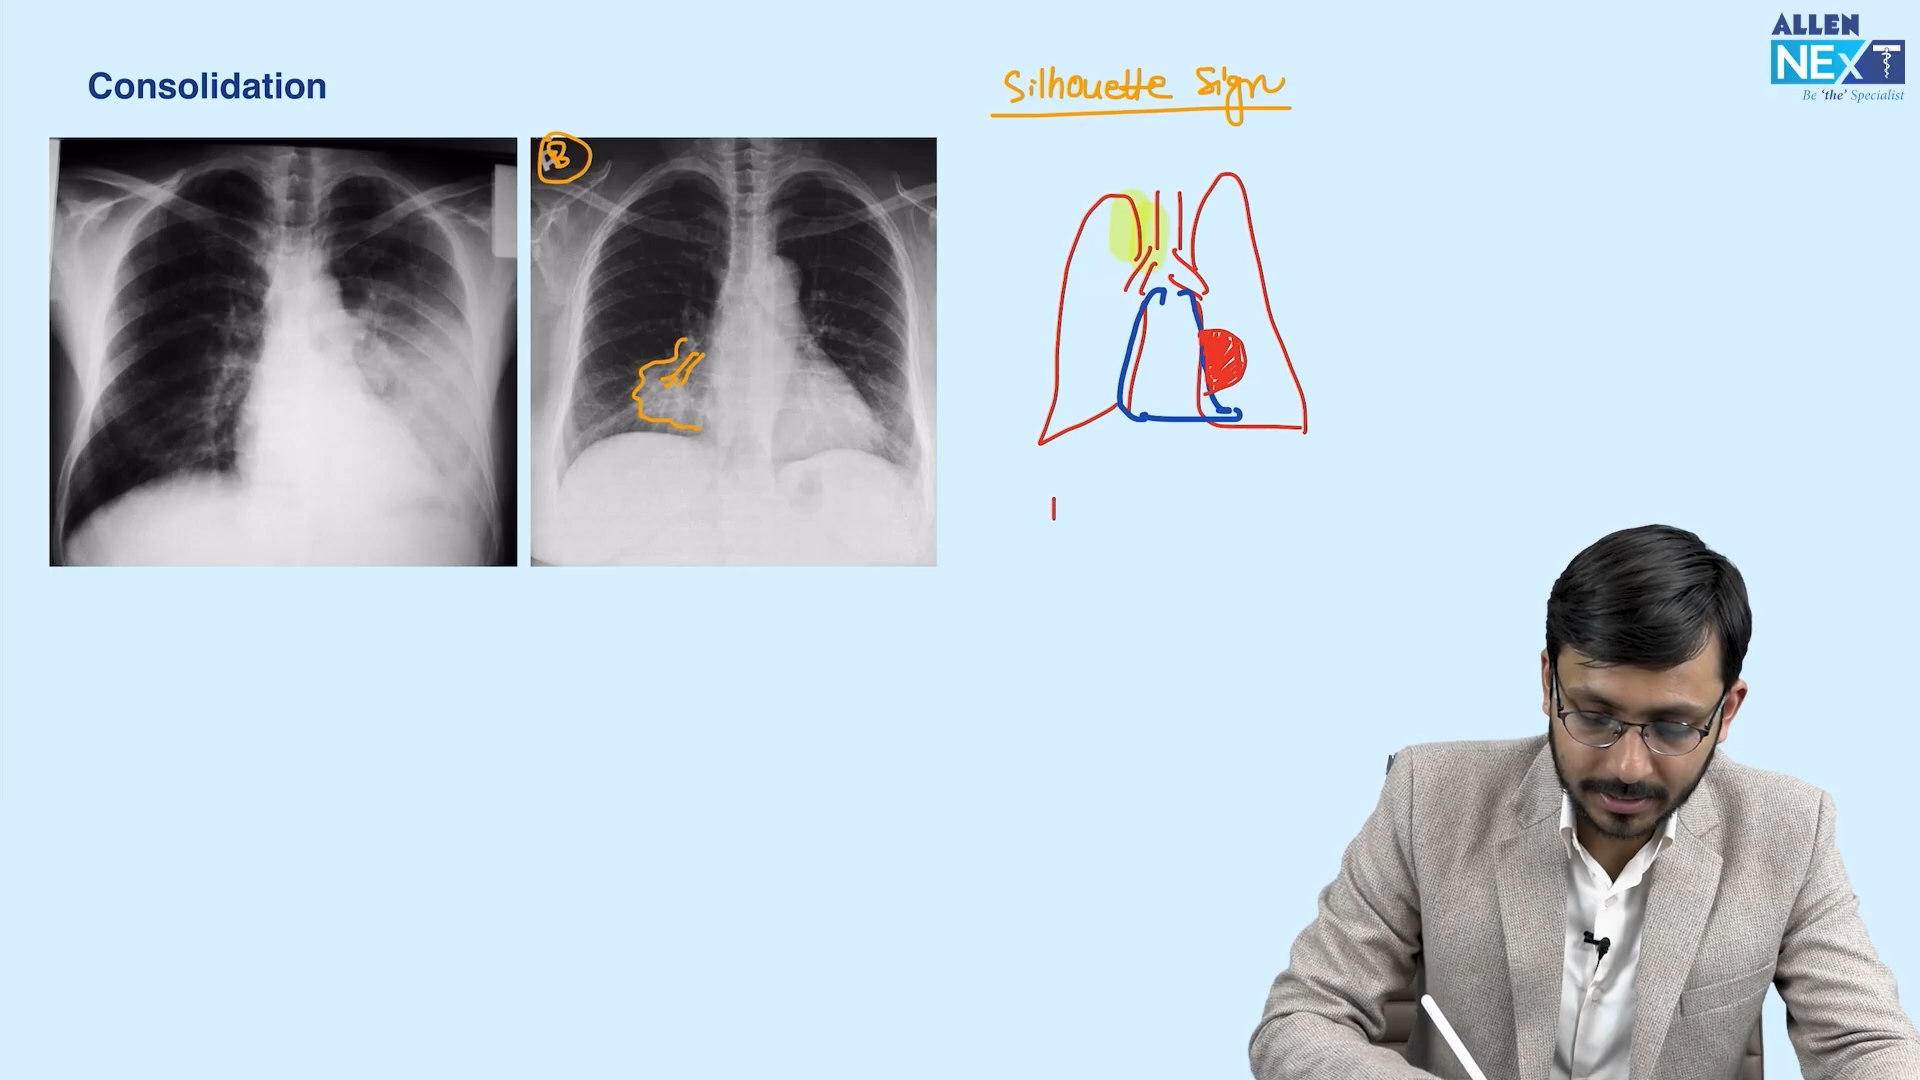 ALLEN
NEXT
Be 'the' Specialist
Consolidation
Silhouette Sign